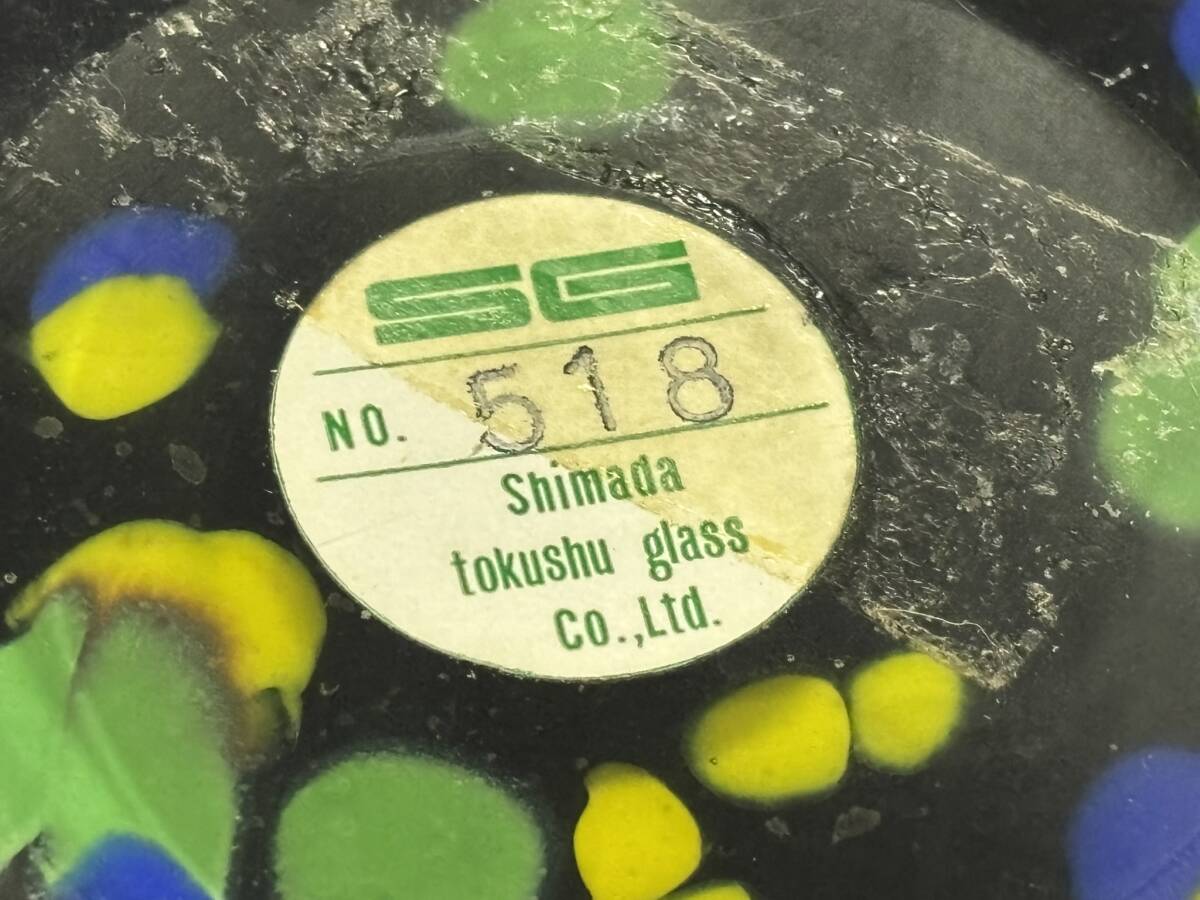 SG
NO. 518
Shimada
tokushu glass
Co.,Ltd.